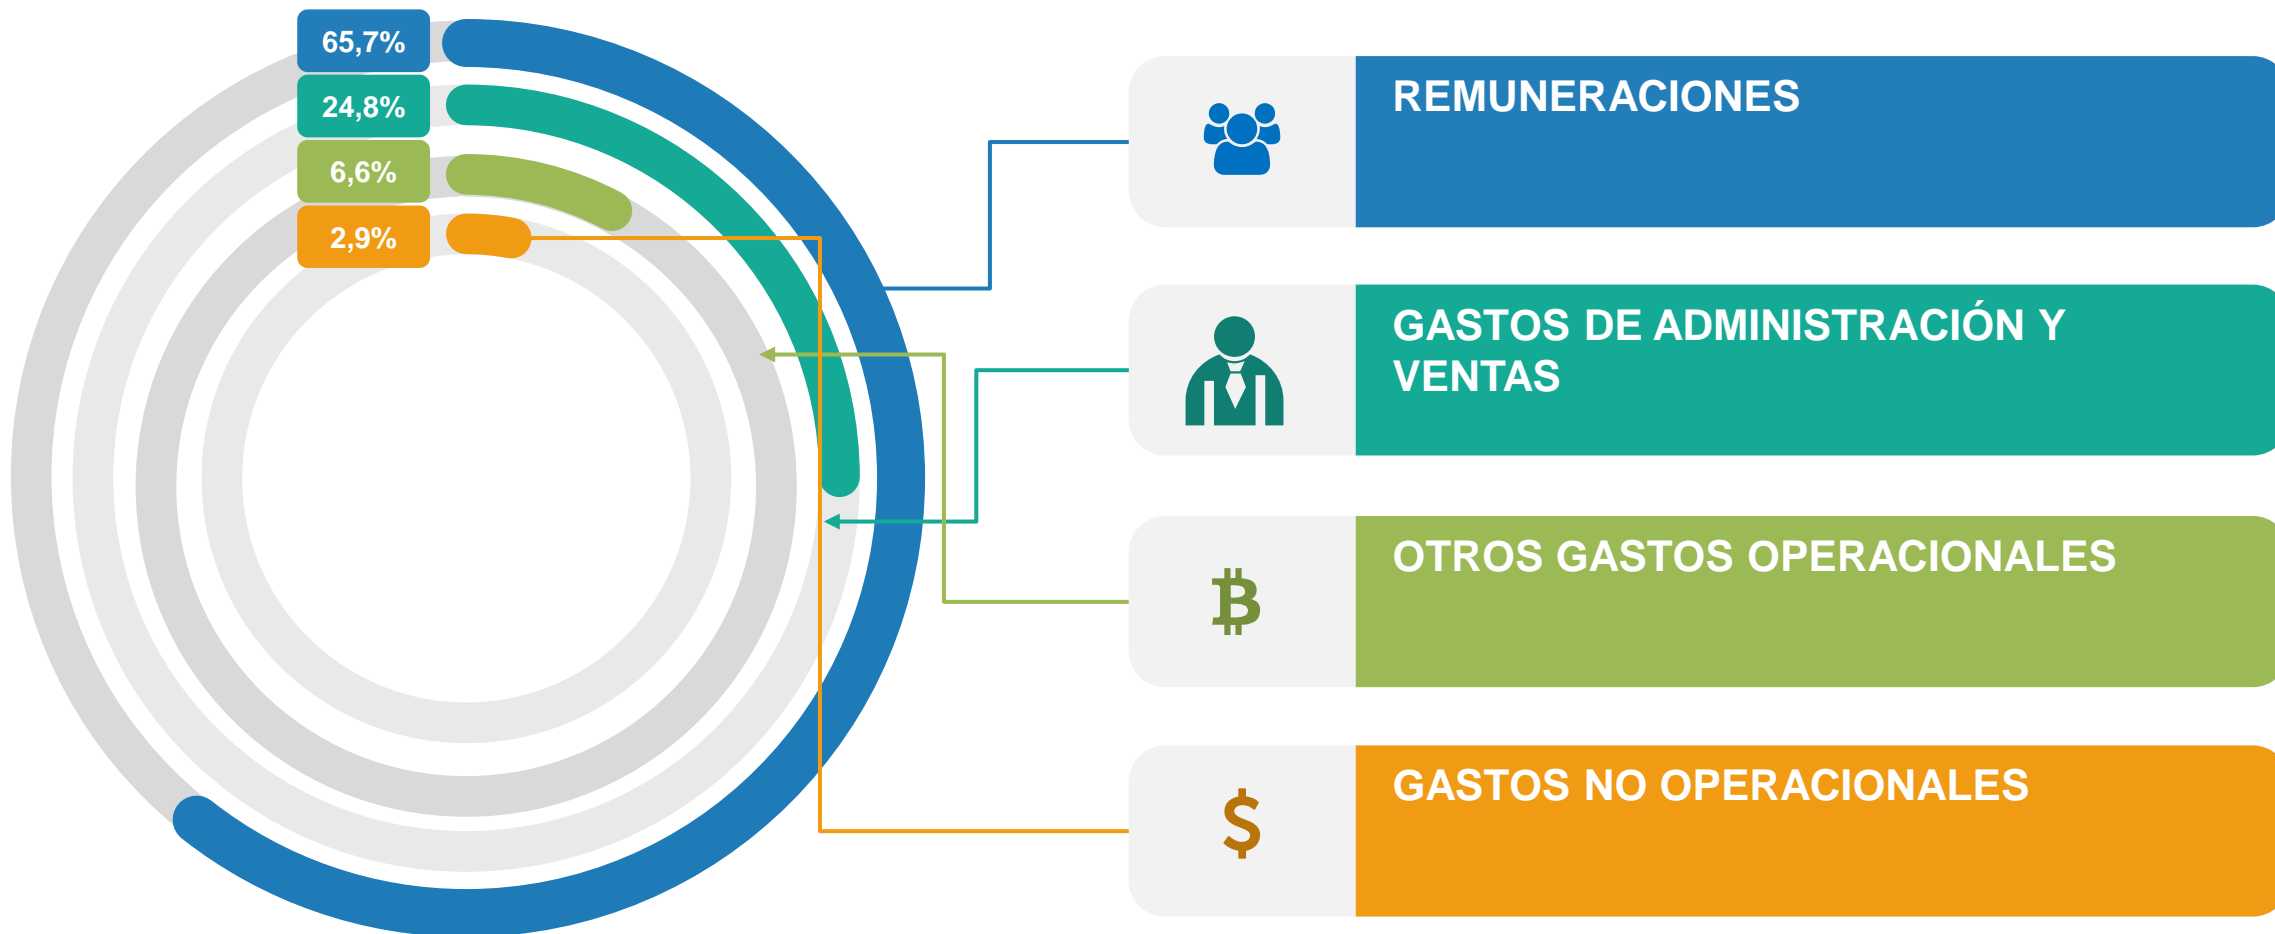 65,7%
24,8%
6,6%
2,9%
REMUNERACIONES
GASTOS DE ADMINISTRACIÓN Y
VENTAS
OTROS GASTOS OPERACIONALES
GASTOS NO OPERACIONALES